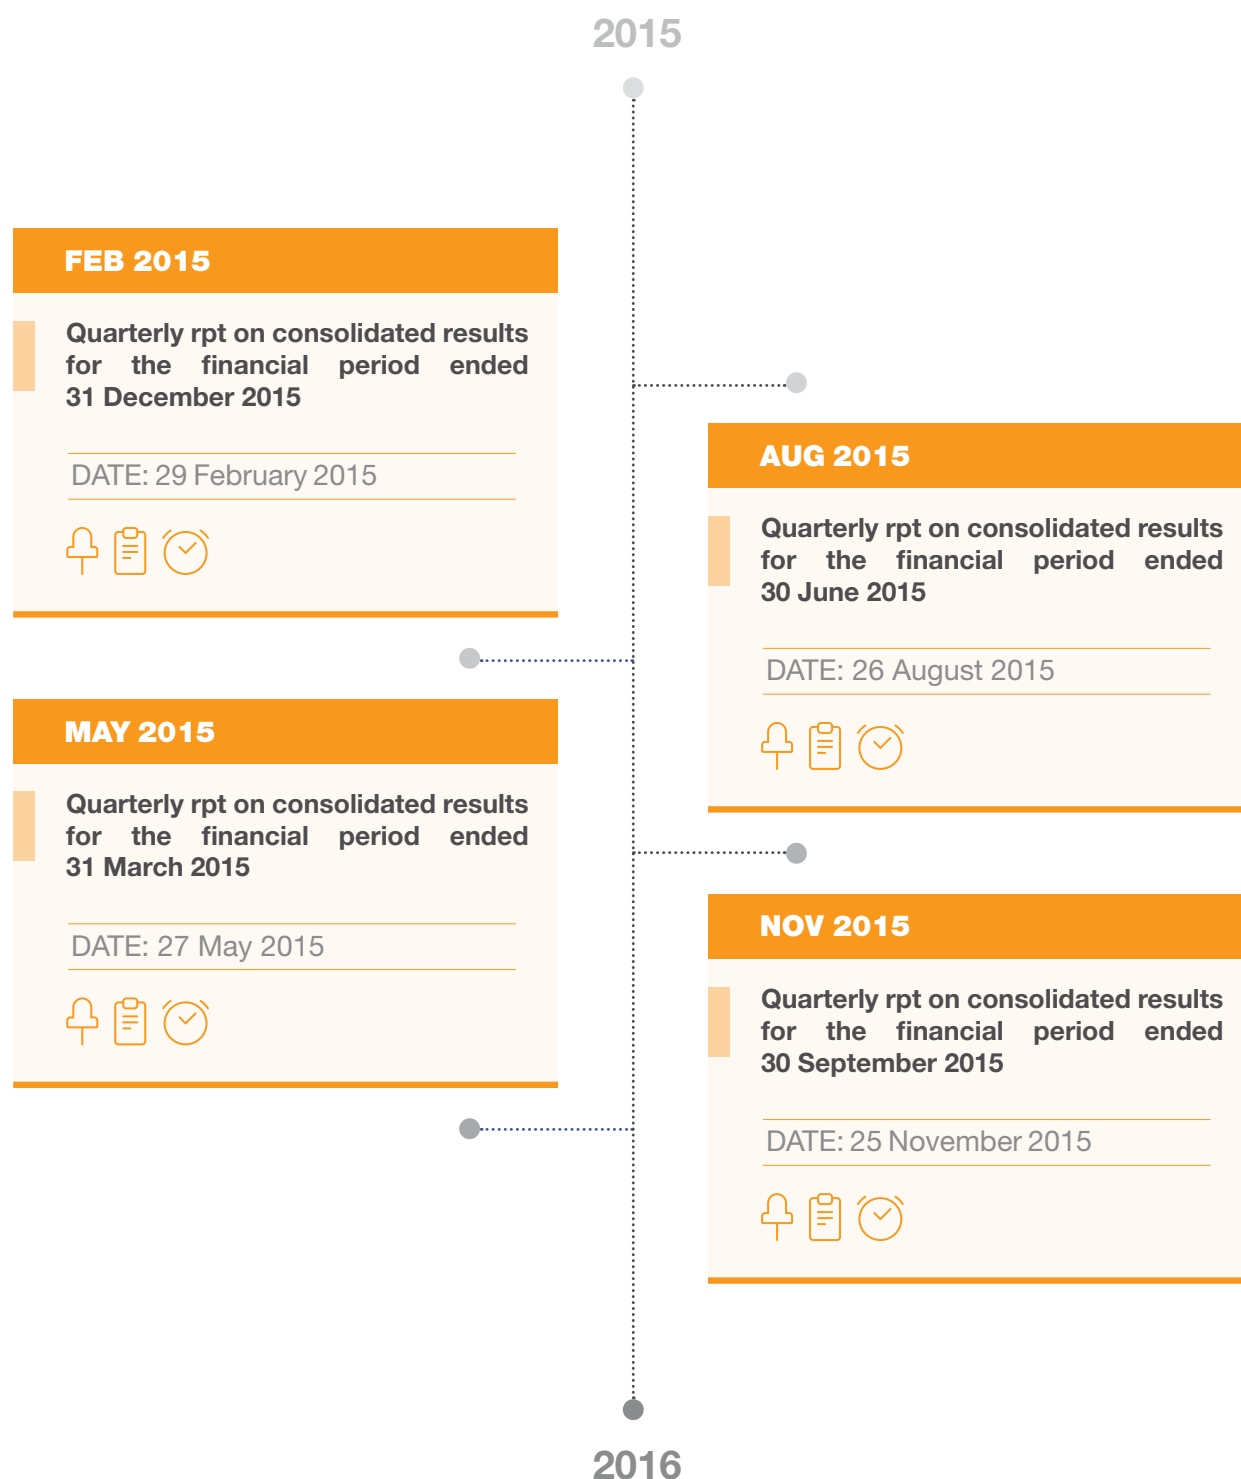 2015
FEB 2015
Quarterly rpt on consolidated results
for the financial period ended
31 December 2015
DATE: 29 February 2015
MAY 2015
Quarterly rpt on consolidated results
for the financial period ended
31 March 2015
DATE: 27 May 2015
AUG 2015
Quarterly rpt on consolidated results
for the financial period ended
30 June 2015
DATE: 26 August 2015
NOV 2015
Quarterly rpt on consolidated results
for the financial period ended
30 September 2015
DATE: 25 November 2015
2016